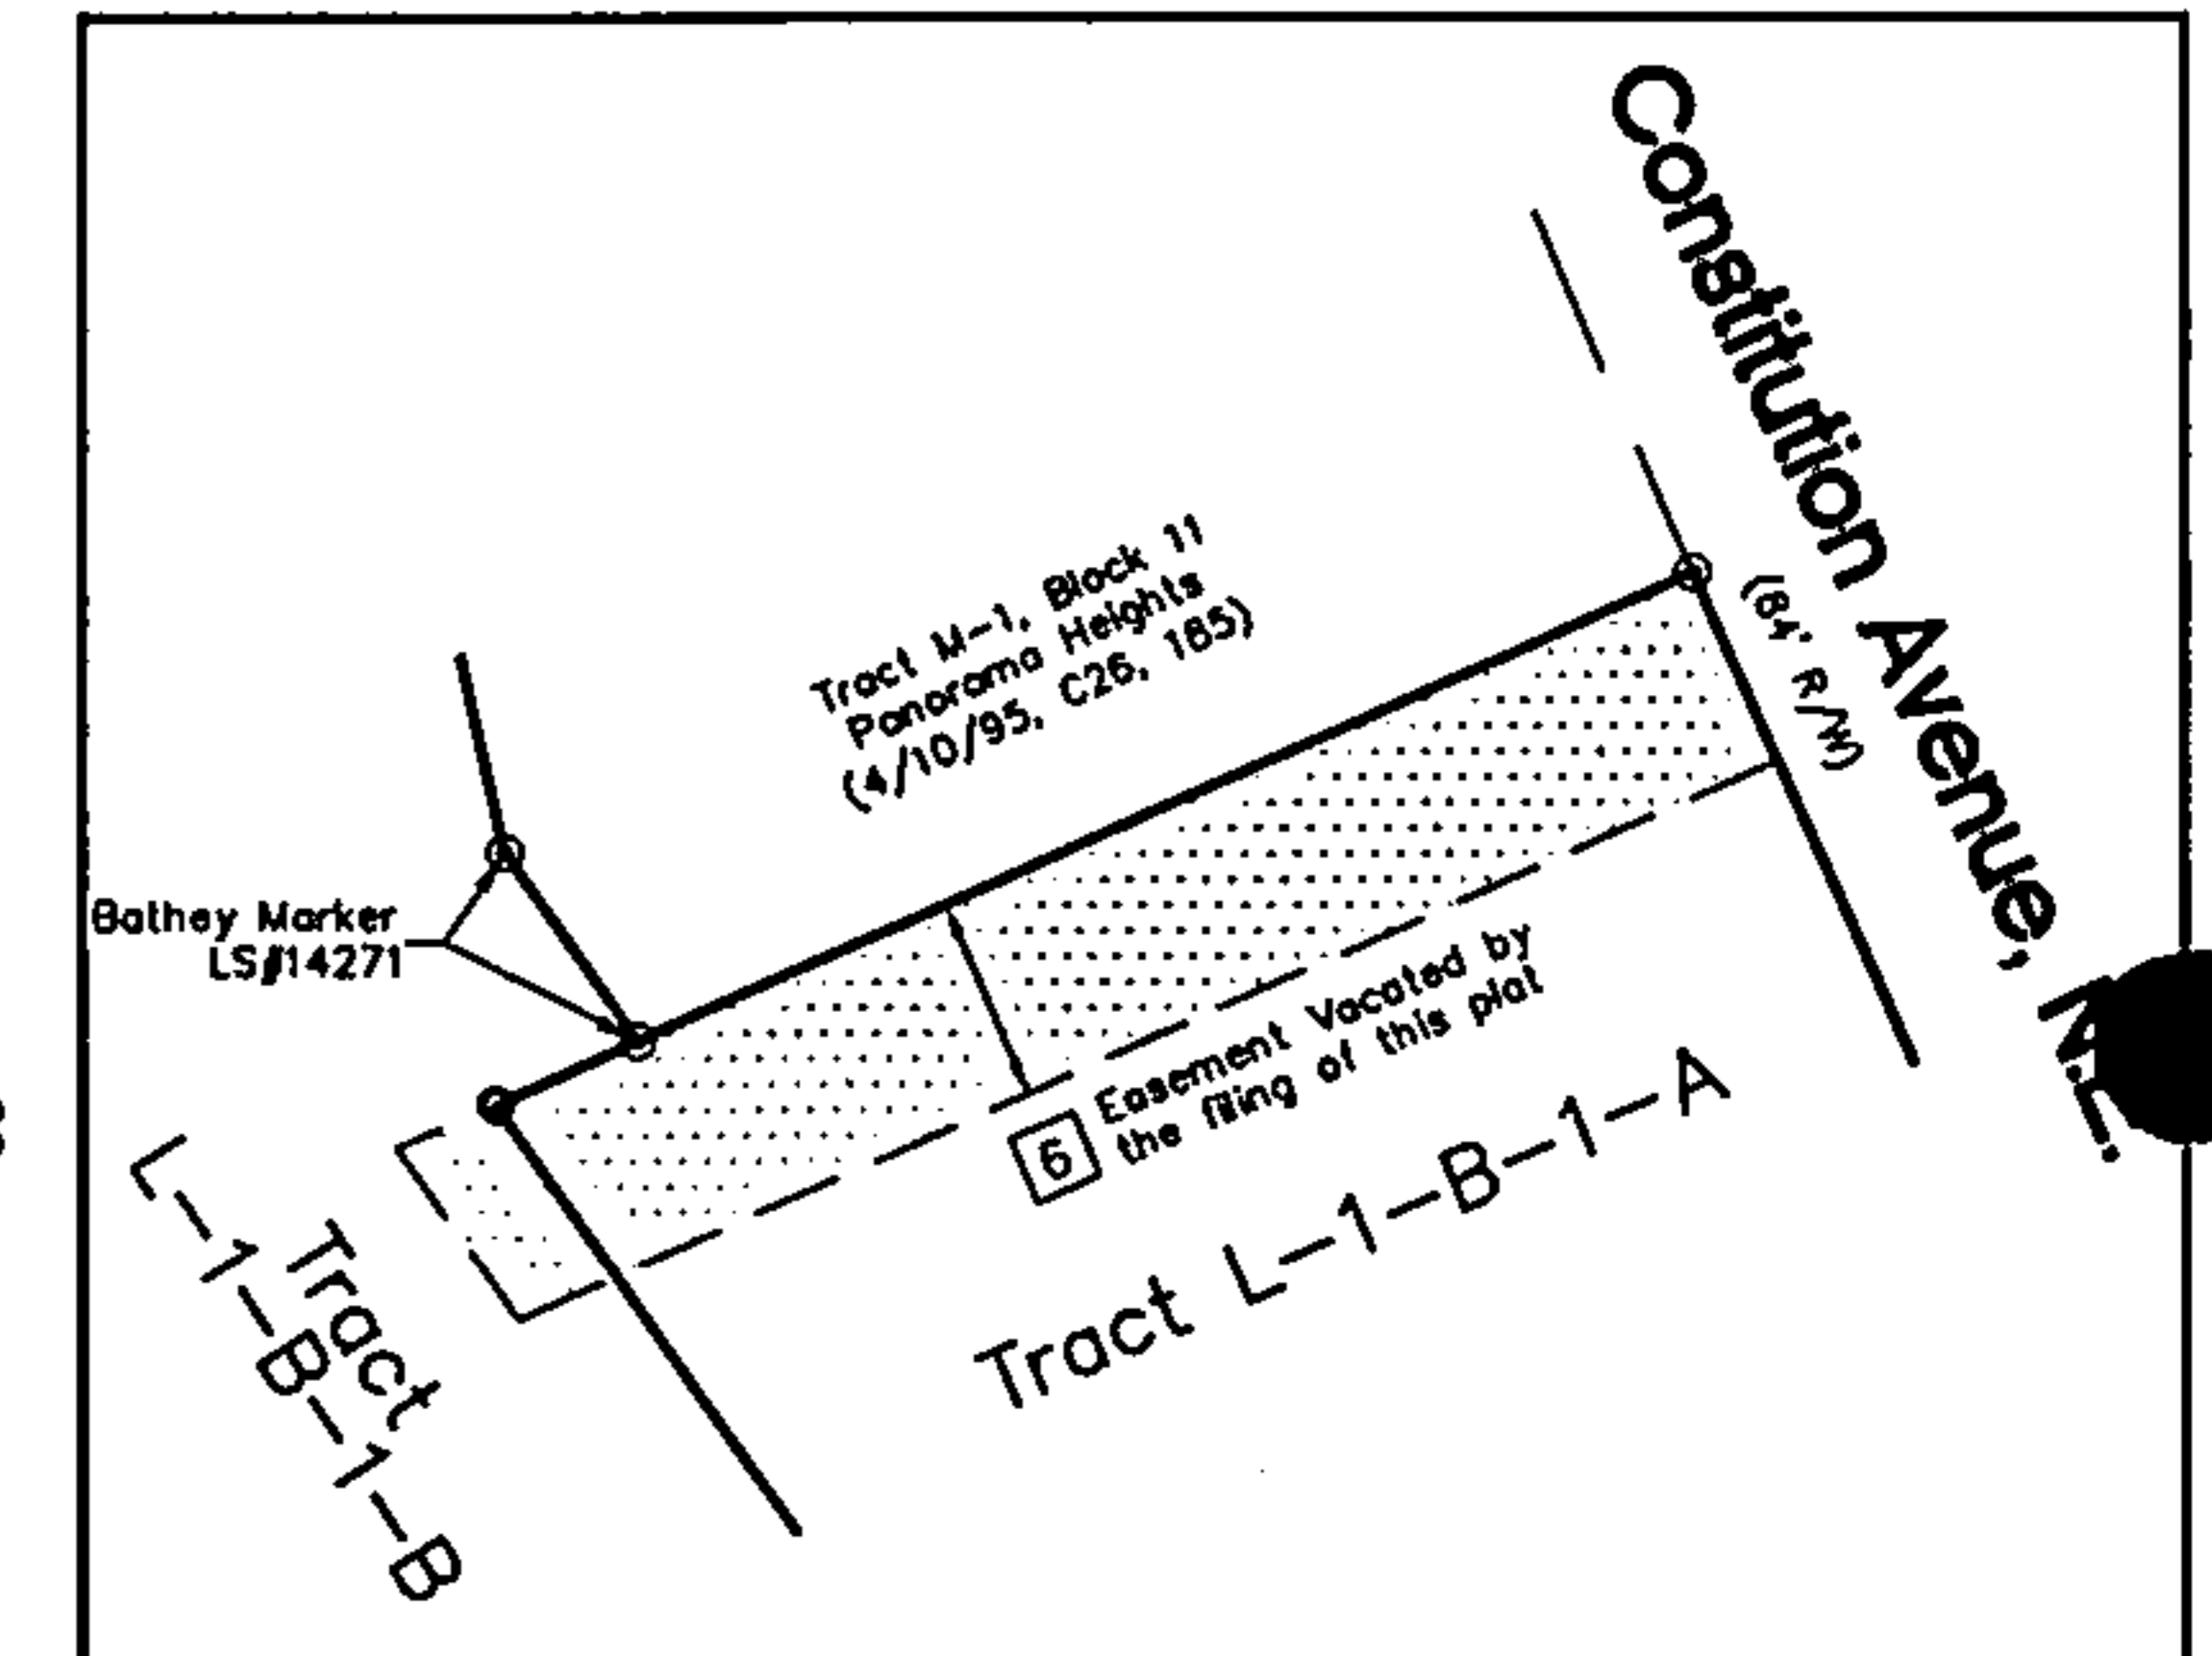 Constitution Avenue, N.E.
(84' R/W)
Tract M-1, Block 11
Panorama Heights
(4/10/95, C26, 165)
Bathey Marker
LS#14271
6
Easement Vacated by
the filing of this plat
Tract L-1-B-1-A
Tract
L-1-B-1-B